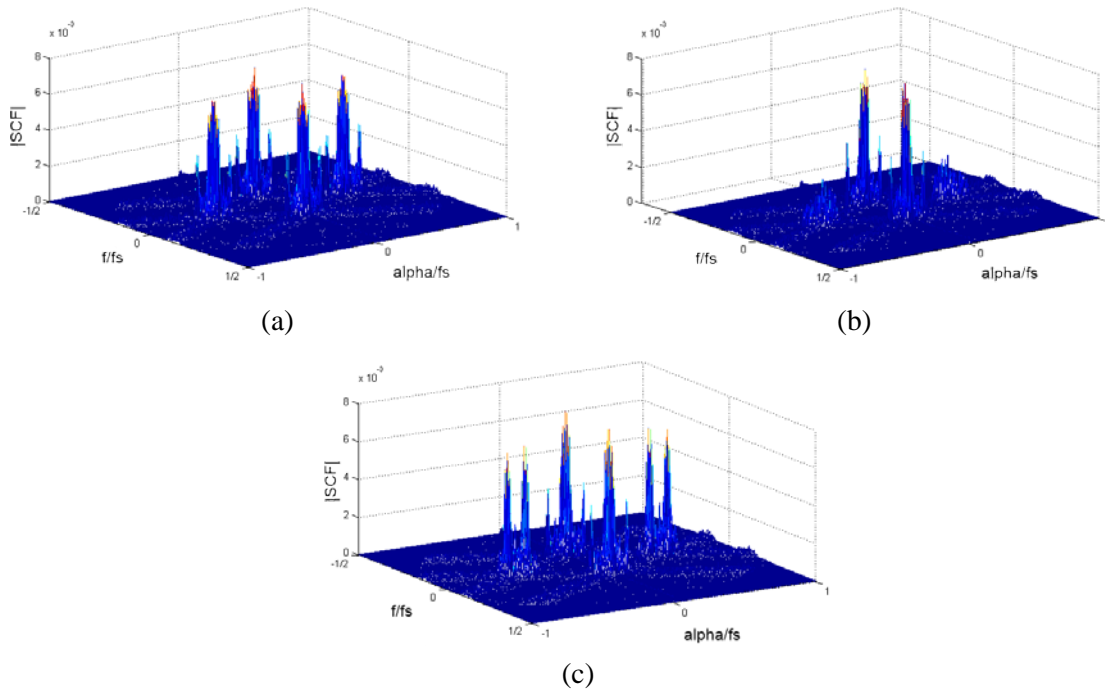 x 10⁻³
8
6
4
2
0
|SCF|
-1/2
0
1/2
f/fs
-1
0
1
alpha/fs
(a)
x 10⁻³
8
6
4
2
0
|SCF|
-1/2
0
1/2
f/fs
-1
0
alpha/fs
(b)
x 10⁻³
8
6
4
2
0
|SCF|
-1/2
0
1/2
f/fs
-1
0
1
alpha/fs
(c)